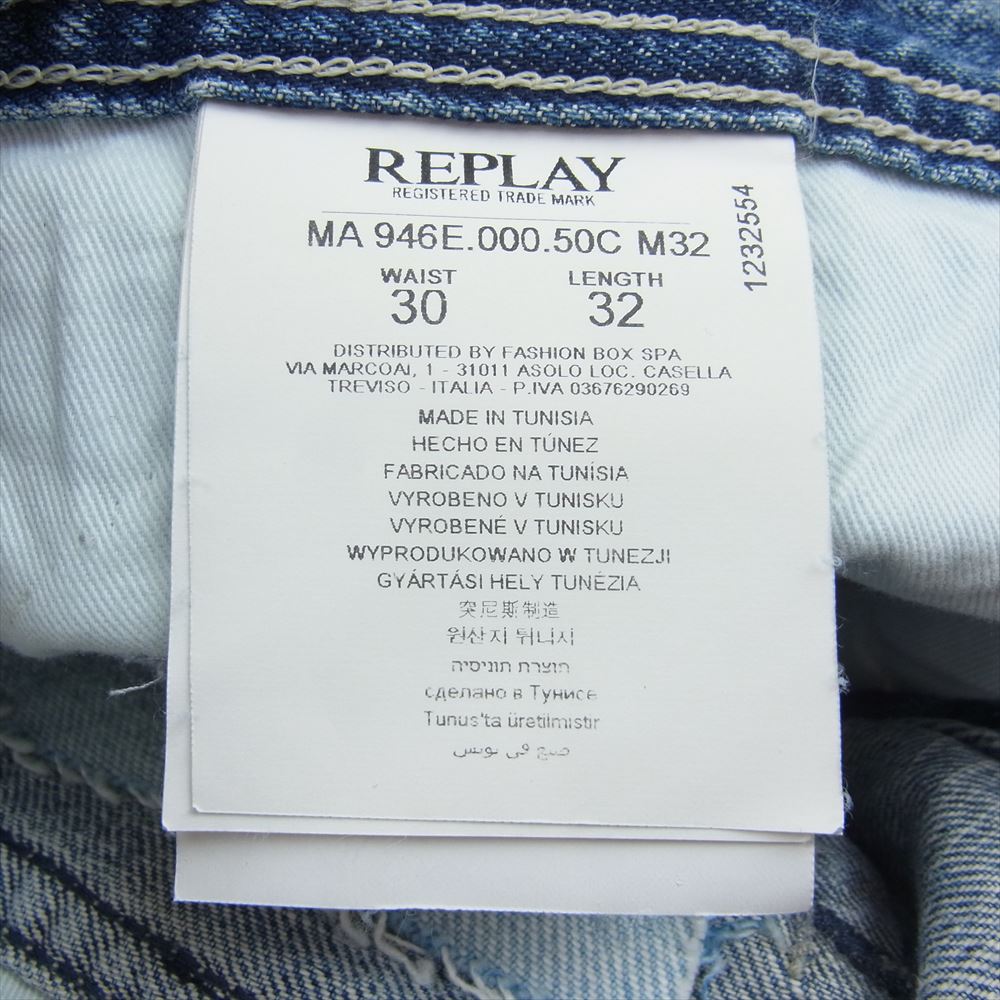 REPLAY
REGISTERED TRADE MARK
MA 946E.000.50C M32
1232554
WAIST LENGTH
30 32
DISTRIBUTED BY FASHION BOX SPA
VIA MARCOAI, 1 - 31011 ASOLO LOC. CASELLA
TREVISO - ITALIA - P.IVA 03676290269
MADE IN TUNISIA
HECHO EN TÚNEZ
FABRICADO NA TUNÍSIA
VYROBENO V TUNISKU
VYROBENÉ V TUNISKU
WYPRODUKOWANO W TUNEZJI
GYÁRTÁSI HELY TUNÉZIA
突尼斯制造
원산지 튀니지
תוצרת תוניסיה
сделано в Тунисе
Tunus'ta üretilmistir
صنع في تونس